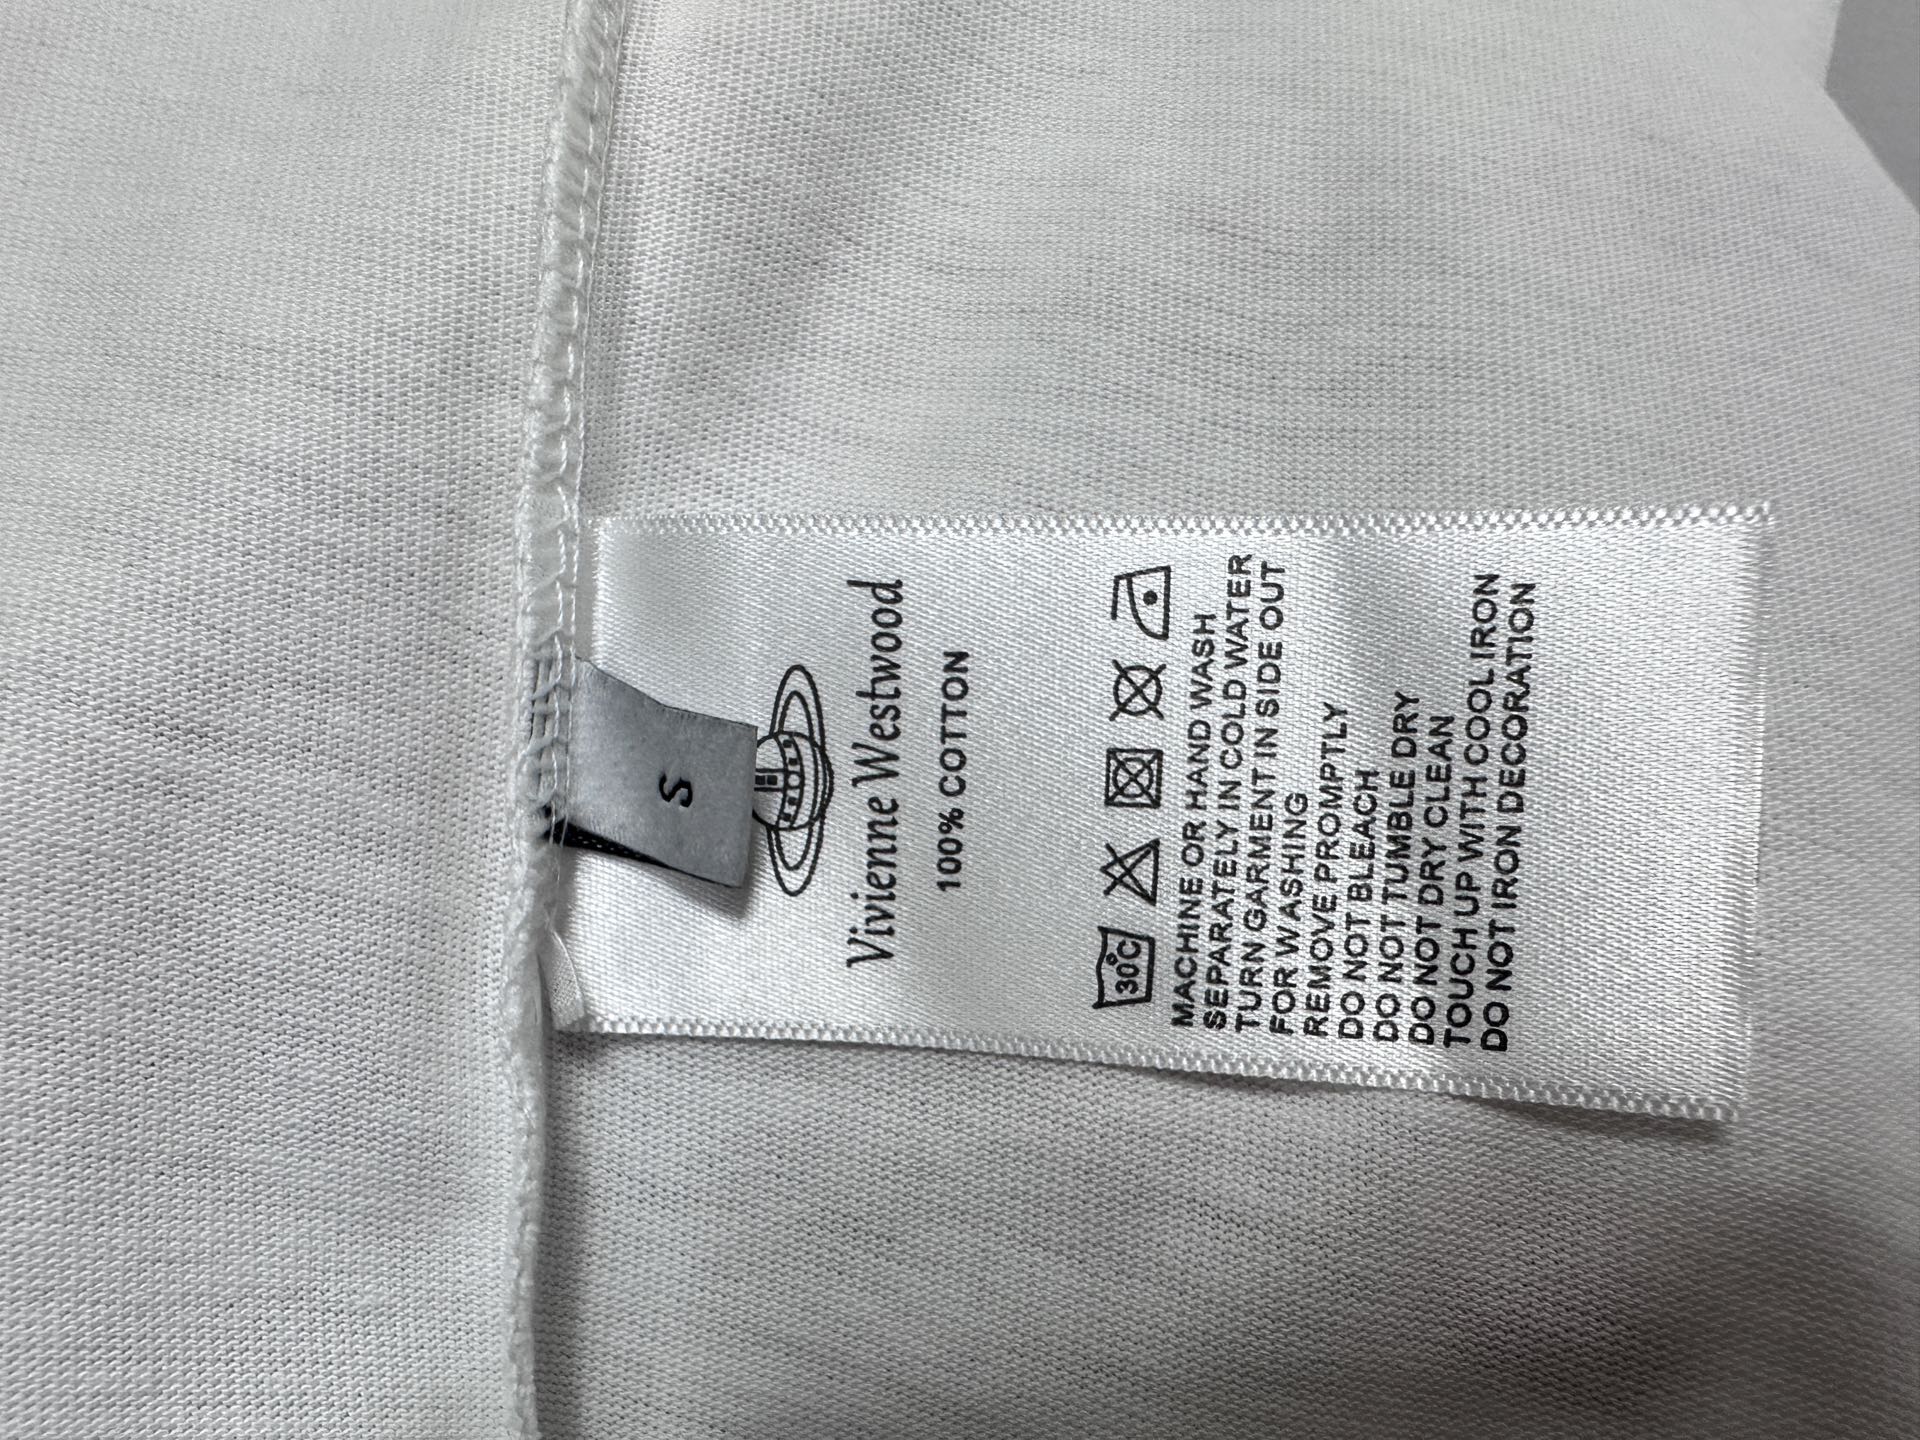 S
Vivienne Westwood
100% COTTON
30°C
MACHINE OR HAND WASH
SEPARATELY IN COLD WATER
TURN GARMENT IN SIDE OUT
FOR WASHING
REMOVE PROMPTLY
DO NOT BLEACH
DO NOT TUMBLE DRY
DO NOT DRY CLEAN
TOUCH UP WITH COOL IRON
DO NOT IRON DECORATION